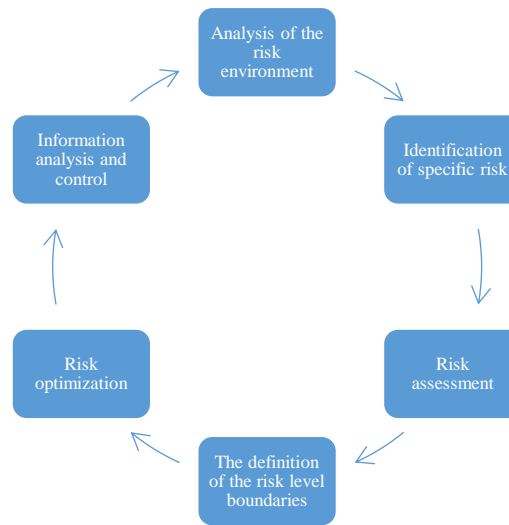 Analysis of the
risk
environment
Identification
of specific risk
Risk
assessment
The definition
of the risk level
boundaries
Risk
optimization
Information
analysis and
control